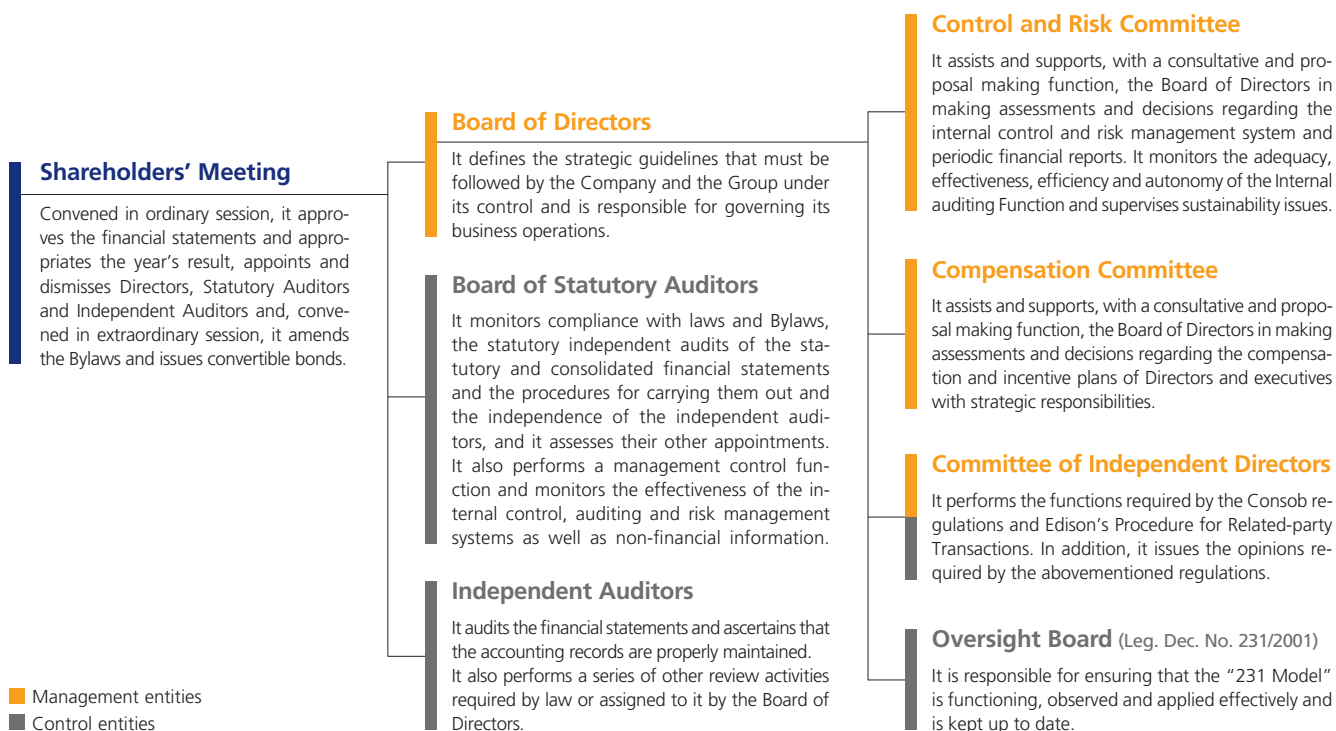 Shareholders’ Meeting
Convened in ordinary session, it appro-
ves the financial statements and appro-
priates the year’s result, appoints and
dismisses Directors, Statutory Auditors
and Independent Auditors and, conve-
ned in extraordinary session, it amends
the Bylaws and issues convertible bonds.
Board of Directors
It defines the strategic guidelines that must be
followed by the Company and the Group under
its control and is responsible for governing its
business operations.
Board of Statutory Auditors
It monitors compliance with laws and Bylaws,
the statutory independent audits of the sta-
tutory and consolidated financial statements
and the procedures for carrying them out and
the independence of the independent audi-
tors, and it assesses their other appointments.
It also performs a management control fun-
ction and monitors the effectiveness of the in-
ternal control, auditing and risk management
systems as well as non-financial information.
Independent Auditors
It audits the financial statements and ascertains that
the accounting records are properly maintained.
It also performs a series of other review activities
required by law or assigned to it by the Board of
Directors.
Control and Risk Committee
It assists and supports, with a consultative and pro-
posal making function, the Board of Directors in
making assessments and decisions regarding the
internal control and risk management system and
periodic financial reports. It monitors the adequacy,
effectiveness, efficiency and autonomy of the Internal
auditing Function and supervises sustainability issues.
Compensation Committee
It assists and supports, with a consultative and propo-
sal making function, the Board of Directors in making
assessments and decisions regarding the compensa-
tion and incentive plans of Directors and executives
with strategic responsibilities.
Committee of Independent Directors
It performs the functions required by the Consob re-
gulations and Edison’s Procedure for Related-party
Transactions. In addition, it issues the opinions re-
quired by the abovementioned regulations.
Oversight Board (Leg. Dec. No. 231/2001)
It is responsible for ensuring that the “231 Model”
is functioning, observed and applied effectively and
is kept up to date.
Management entities
Control entities